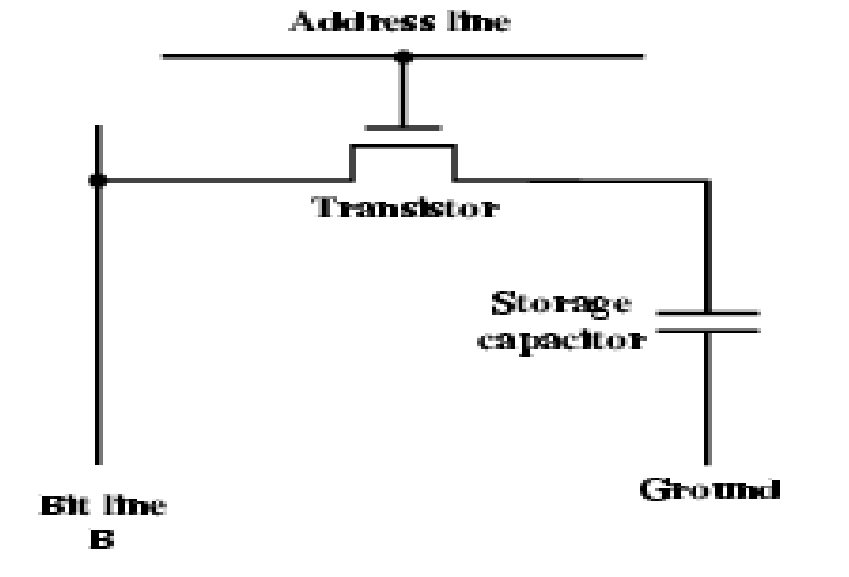 Address line
Transistor
Storage
capacitor
Ground
Bit line
B